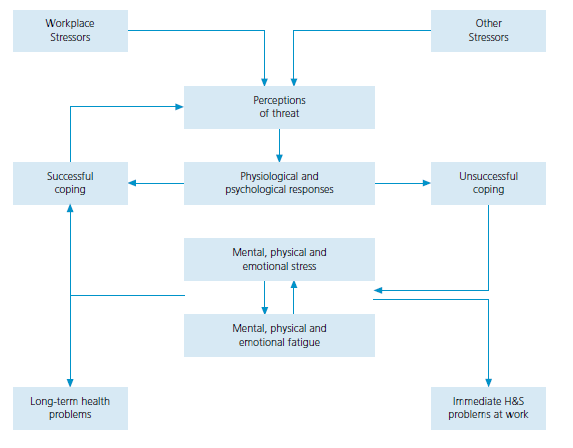 Workplace
Stressors
Other
Stressors
Perceptions
of threat
Successful
coping
Physiological and
psychological responses
Unsuccessful
coping
Mental, physical and
emotional stress
Mental, physical and
emotional fatigue
Long-term health
problems
Immediate H&S
problems at work